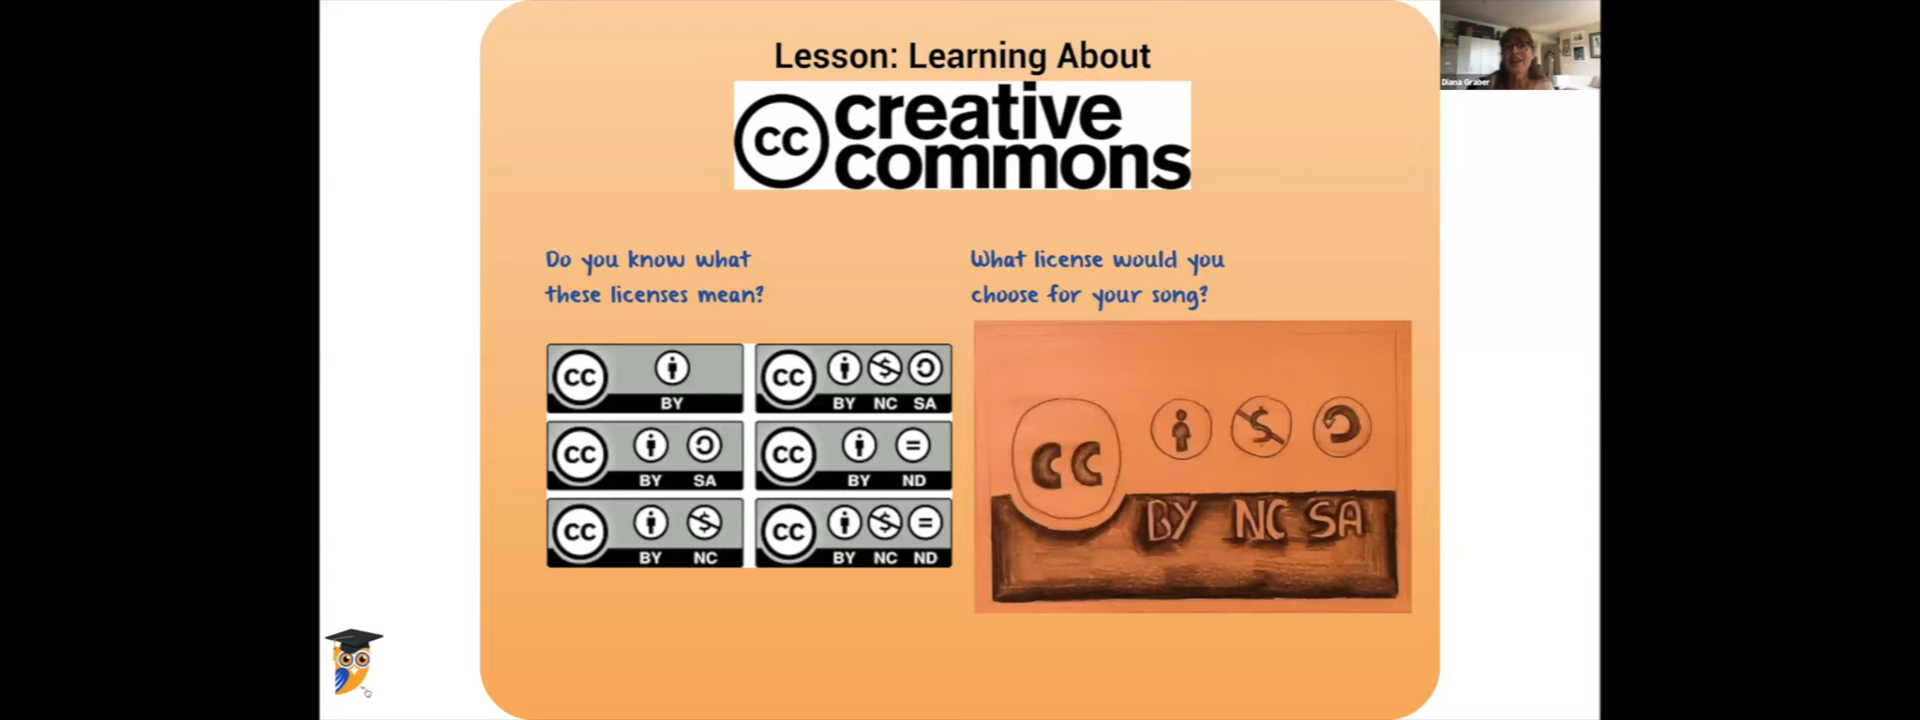 Lesson: Learning About
cc creative
commons
Diana Graber
Do you know what
these licenses mean?
What license would you
choose for your song?
CC BY
CC BY NC SA
CC BY SA
CC BY ND
CC BY NC
CC BY NC ND
CC BY NC SA